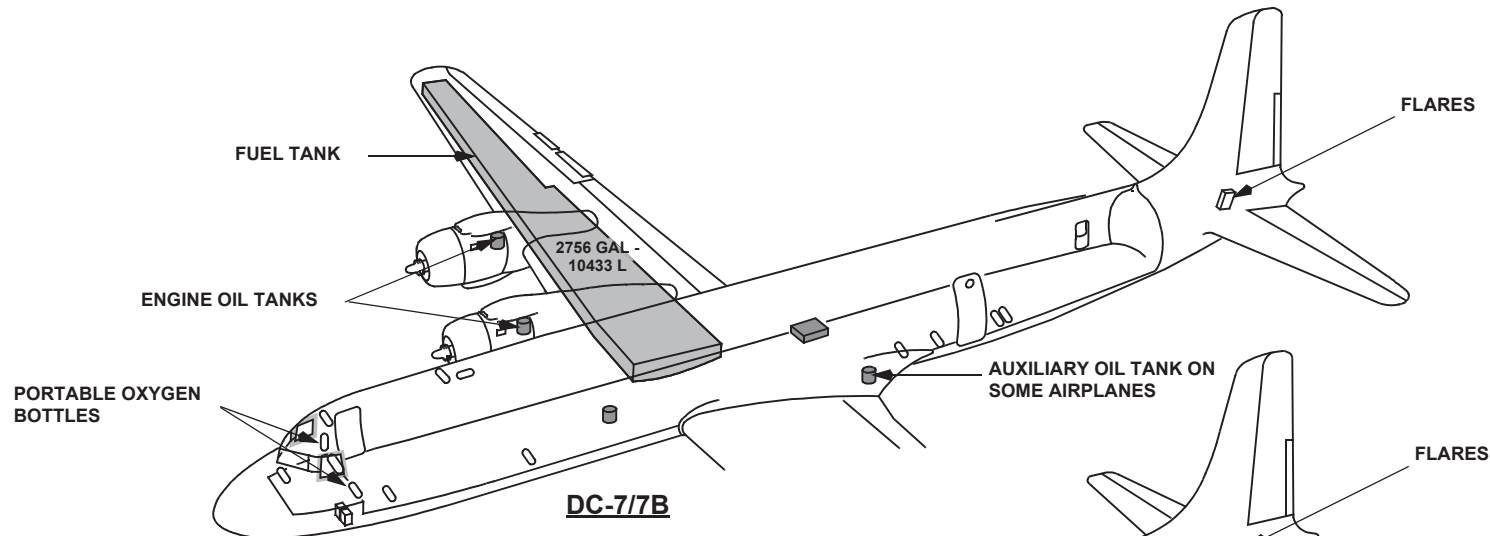 FLARES
FUEL TANK
2756 GAL -
10433 L
ENGINE OIL TANKS
AUXILIARY OIL TANK ON
SOME AIRPLANES
PORTABLE OXYGEN
BOTTLES
FLARES
DC-7/7B